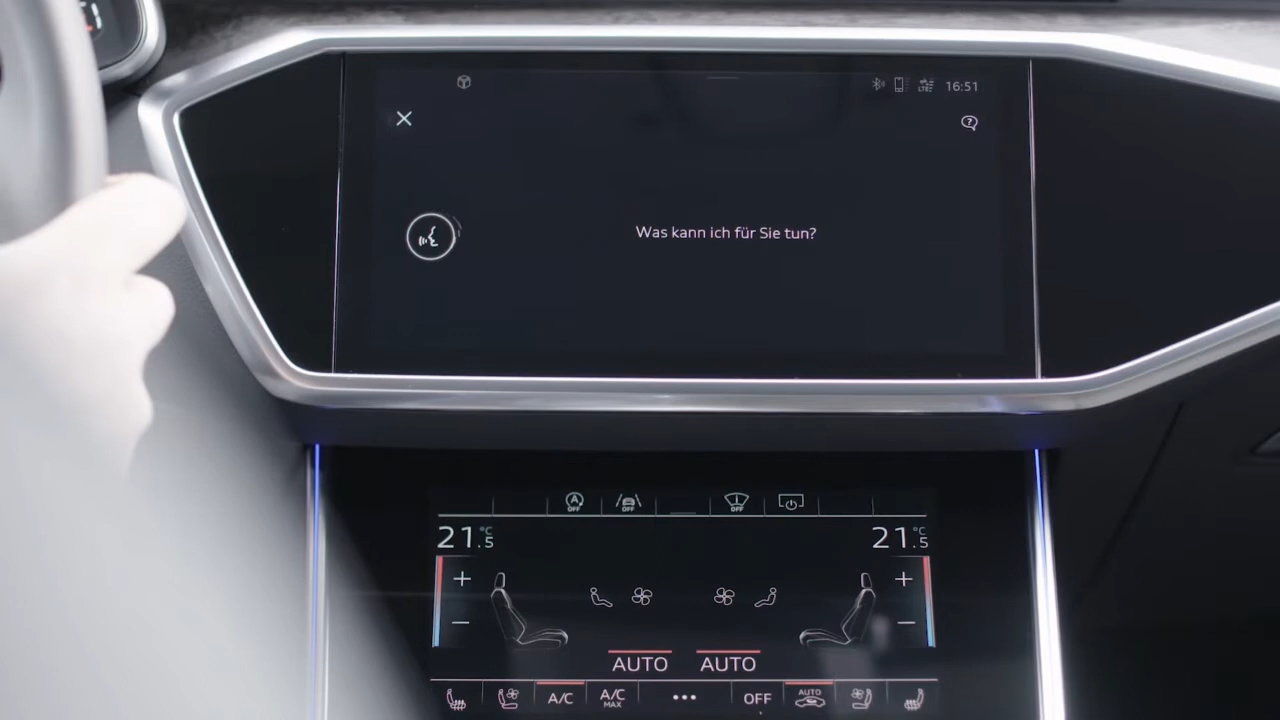 16:51
LTE
Was kann ich für Sie tun?
OFF OFF OFF
21.5 °C 21.5 °C
AUTO AUTO
A/C A/C MAX ••• OFF AUTO